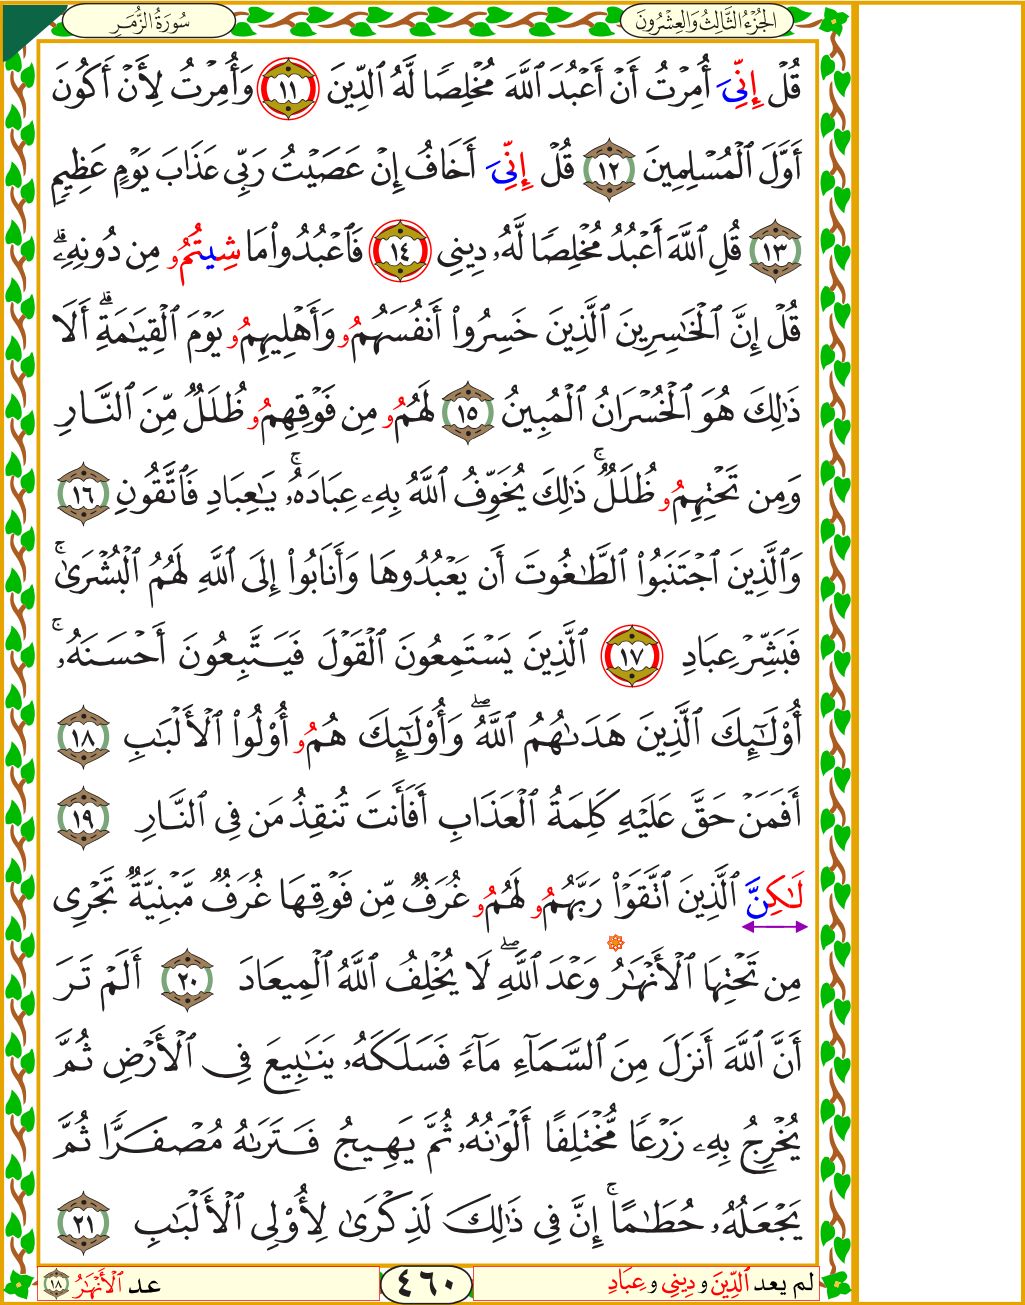 سُورَةُ الزُّمَرِ
الجُزْءُ الثَّالِثُ وَالعِشْرُونَ
قُلۡ إِنِّيَ أُمِرۡتُ أَنۡ أَعۡبُدَ ٱللَّهَ مُخۡلِصٗا لَّهُ ٱلدِّينَ ١١ وَأُمِرۡتُ لِأَنۡ أَكُونَ
أَوَّلَ ٱلۡمُسۡلِمِينَ ١٢ قُلۡ إِنِّيَ أَخَافُ إِنۡ عَصَيۡتُ رَبِّي عَذَابَ يَوۡمٍ عَظِيمٖ
١٣ قُلِ ٱللَّهَ أَعۡبُدُ مُخۡلِصٗا لَّهُۥ دِينِي ١٤ فَٱعۡبُدُواْ مَا شِيتُمُۥ مِن دُونِهِۦۗ
قُلۡ إِنَّ ٱلۡخَٰسِرِينَ ٱلَّذِينَ خَسِرُوٓاْ أَنفُسَهُمُۥ وَأَهۡلِيهِمُۥ يَوۡمَ ٱلۡقِيَٰمَةِۗ أَلَا
ذَٰلِكَ هُوَ ٱلۡخُسۡرَانُ ٱلۡمُبِينُ ١٥ لَهُمُۥ مِن فَوۡقِهِمُۥ ظُلَلٞ مِّنَ ٱلنَّارِ
وَمِن تَحۡتِهِمُۥ ظُلَلٞۚ ذَٰلِكَ يُخَوِّفُ ٱللَّهُ بِهِۦ عِبَادَهُۥۚ يَٰعِبَادِ فَٱتَّقُونِ ١٦
وَٱلَّذِينَ ٱجۡتَنَبُواْ ٱلطَّٰغُوتَ أَن يَعۡبُدُوهَا وَأَنَابُوٓاْ إِلَى ٱللَّهِ لَهُمُ ٱلۡبُشۡرَىٰۚ
فَبَشِّرۡ عِبَادِ ١٧ ٱلَّذِينَ يَسۡتَمِعُونَ ٱلۡقَوۡلَ فَيَتَّبِعُونَ أَحۡسَنَهُۥٓۚ
أُوْلَٰٓئِكَ ٱلَّذِينَ هَدَىٰهُمُ ٱللَّهُۖ وَأُوْلَٰٓئِكَ هُمُۥ أُوْلُواْ ٱلۡأَلۡبَٰبِ ١٨
أَفَمَنۡ حَقَّ عَلَيۡهِ كَلِمَةُ ٱلۡعَذَابِ أَفَأَنتَ تُنقِذُ مَن فِي ٱلنَّارِ ١٩
لَٰكِنَّ ٱلَّذِينَ ٱتَّقَوۡاْ رَبَّهُمُۥ لَهُمُۥ غُرَفٞ مِّن فَوۡقِهَا غُرَفٞ مَّبۡنِيَّةٞ تَجۡرِي
مِن تَحۡتِهَا ٱلۡأَنۡهَٰرُ وَعۡدَ ٱللَّهِۖ لَا يُخۡلِفُ ٱللَّهُ ٱلۡمِيعَادَ ٢٠ أَلَمۡ تَرَ
أَنَّ ٱللَّهَ أَنزَلَ مِنَ ٱلسَّمَآءِ مَآءٗ فَسَلَكَهُۥ يَنَٰبِيعَ فِي ٱلۡأَرۡضِ ثُمَّ
يُخۡرِجُ بِهِۦ زَرۡعٗا مُّخۡتَلِفًا أَلۡوَٰنُهُۥ ثُمَّ يَهِيجُ فَتَرَىٰهُ مُصۡفَرّٗا ثُمَّ
يَجۡعَلُهُۥ حُطَٰمًاۚ إِنَّ فِي ذَٰلِكَ لَذِكۡرَىٰ لِأُوْلِي ٱلۡأَلۡبَٰبِ ٢١
لم يعد ٱلدِّينَ و دِينِي و عِبَادِ
٤٦٠
عد ٱلۡأَنۡهَٰرُ ١٨